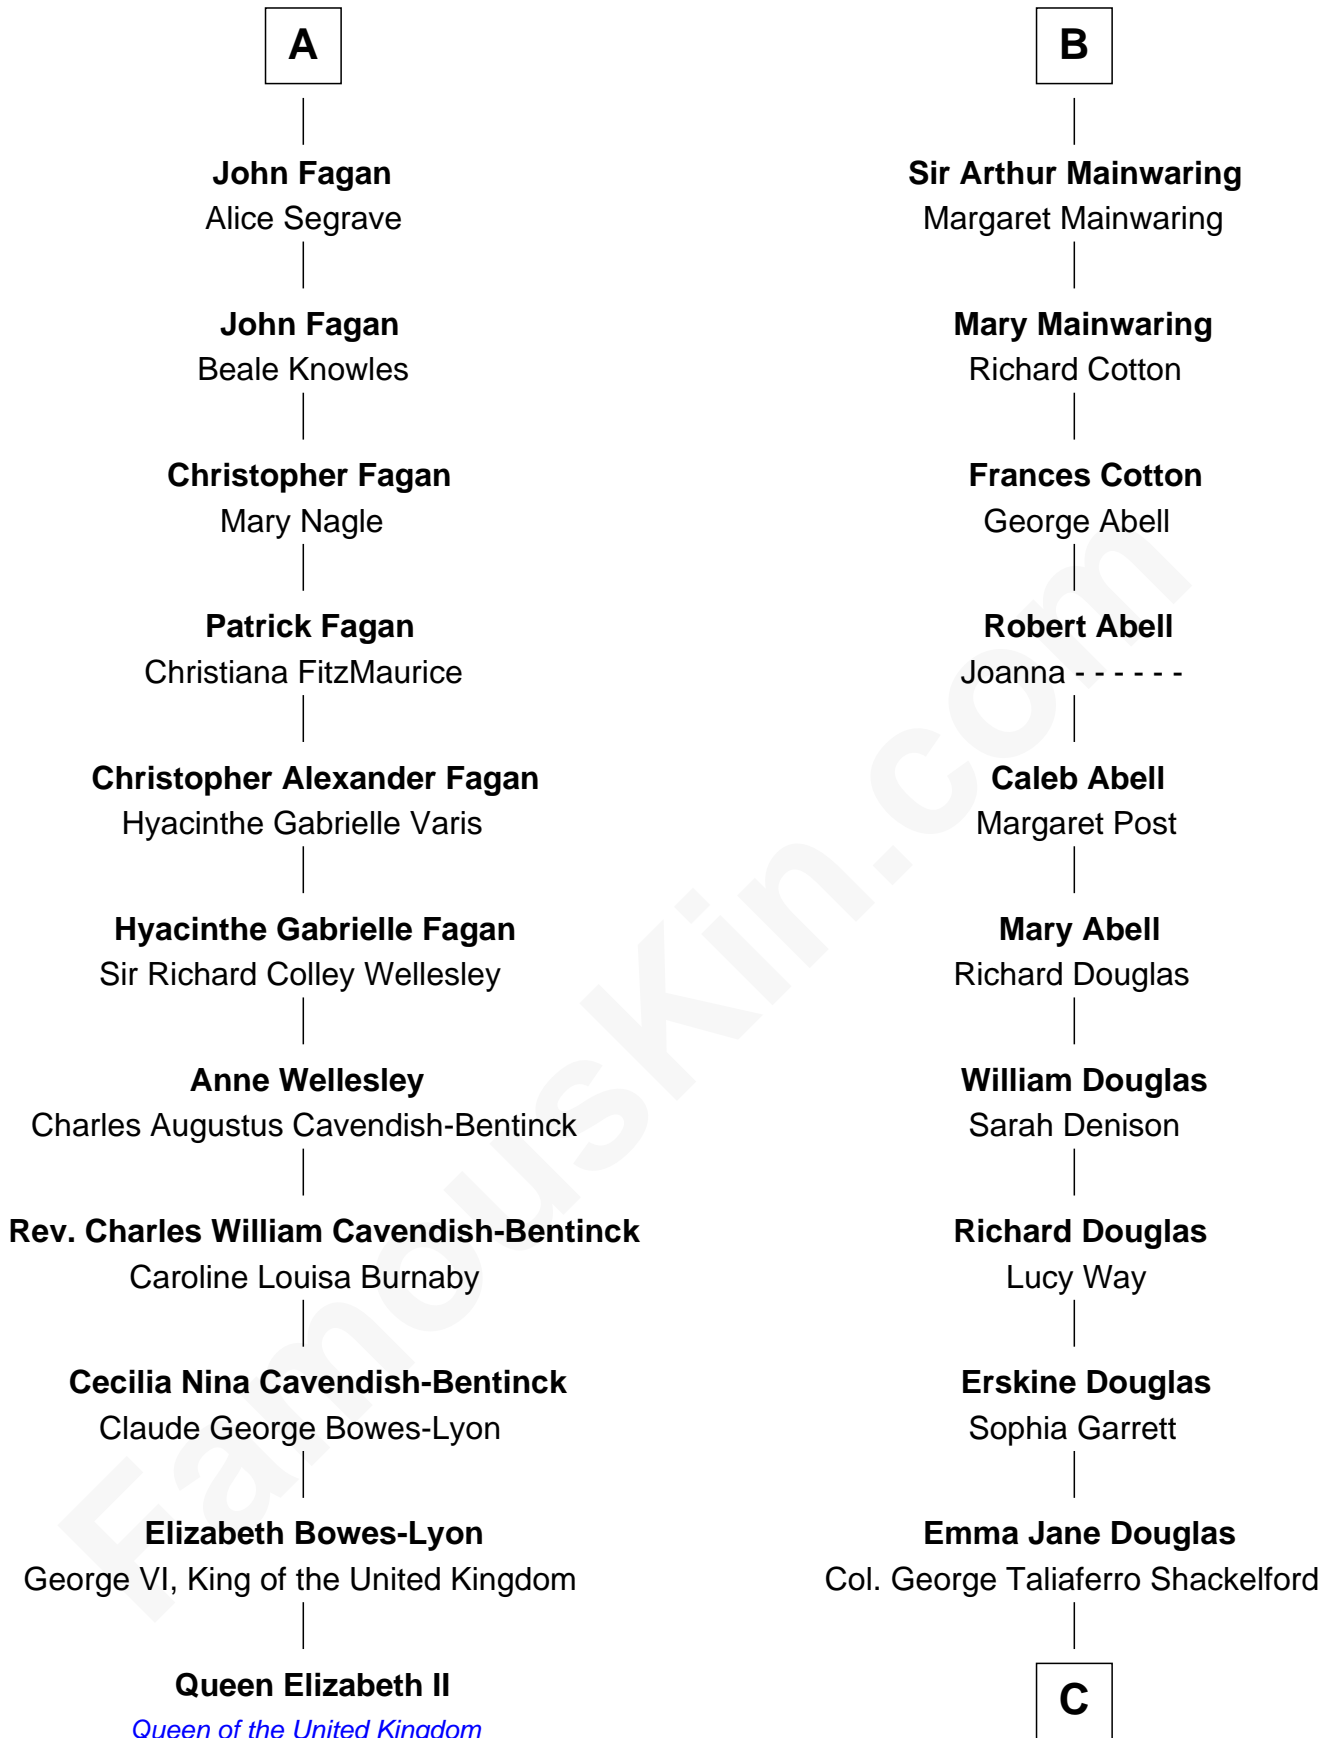 A
John Fagan
Alice Segrave
John Fagan
Beale Knowles
Christopher Fagan
Mary Nagle
Patrick Fagan
Christiana FitzMaurice
Christopher Alexander Fagan
Hyacinthe Gabrielle Varis
Hyacinthe Gabrielle Fagan
Sir Richard Colley Wellesley
Anne Wellesley
Charles Augustus Cavendish-Bentinck
Rev. Charles William Cavendish-Bentinck
Caroline Louisa Burnaby
Cecilia Nina Cavendish-Bentinck
Claude George Bowes-Lyon
Elizabeth Bowes-Lyon
George VI, King of the United Kingdom
Queen Elizabeth II
Queen of the United Kingdom
B
Sir Arthur Mainwaring
Margaret Mainwaring
Mary Mainwaring
Richard Cotton
Frances Cotton
George Abell
Robert Abell
Joanna - - - - - -
Caleb Abell
Margaret Post
Mary Abell
Richard Douglas
William Douglas
Sarah Denison
Richard Douglas
Lucy Way
Erskine Douglas
Sophia Garrett
Emma Jane Douglas
Col. George Taliaferro Shackelford
C
FamousKin.com